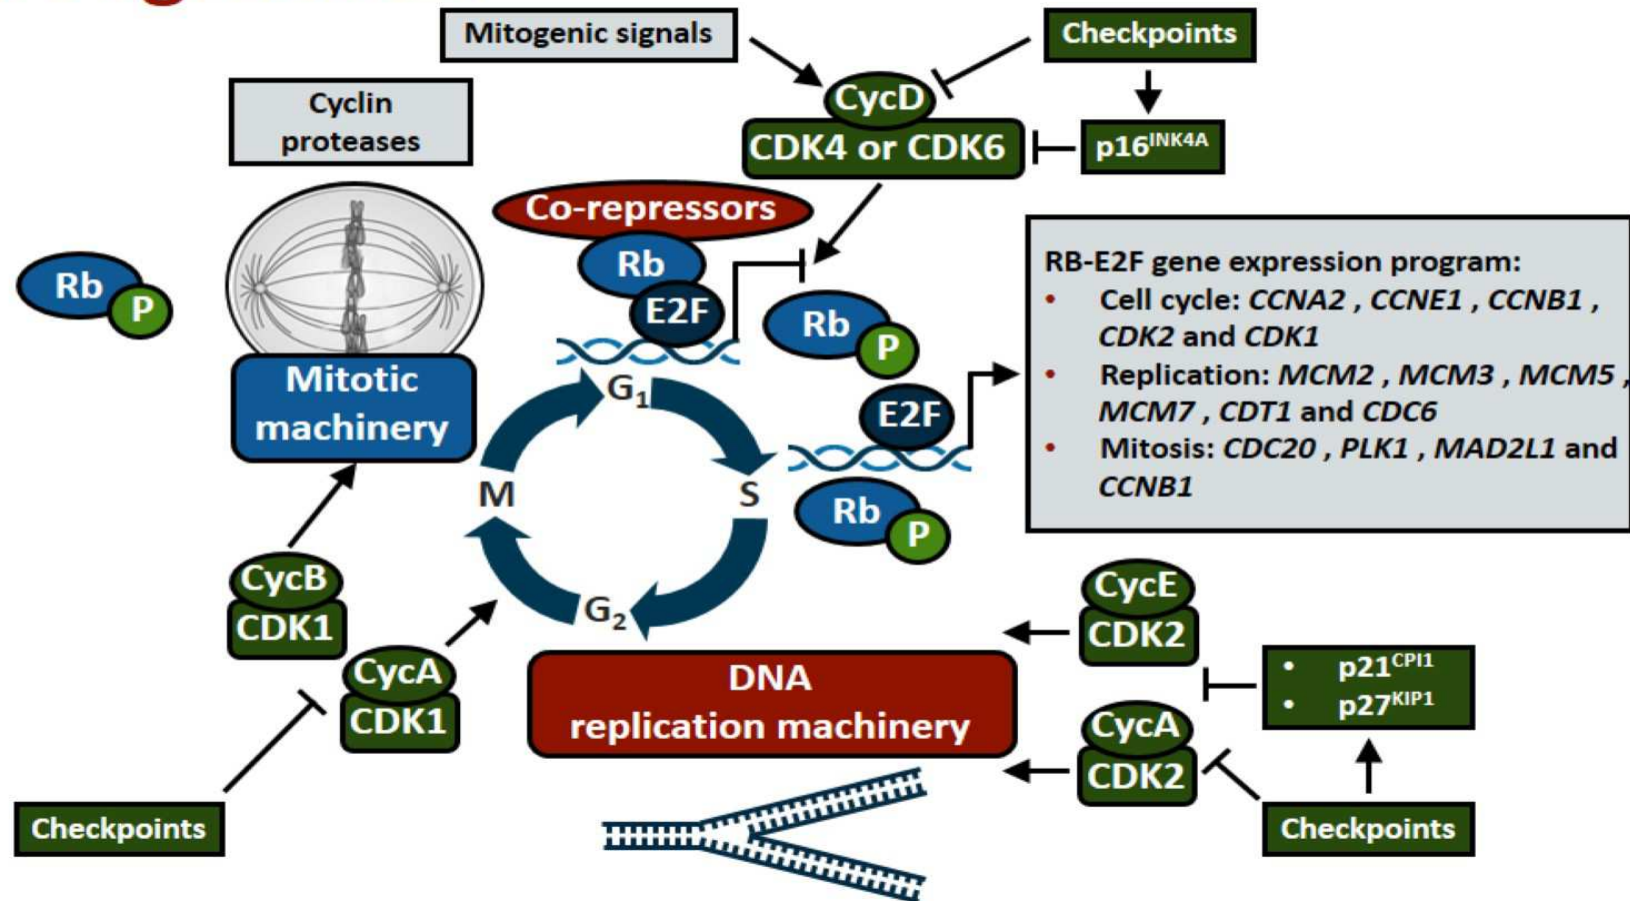 Mitogenic signals
Checkpoints
Cyclin
proteases
CycD
CDK4 or CDK6
p16INK4A
Co-repressors
Rb
E2F
Rb
P
Rb
P
E2F
Rb
P
RB-E2F gene expression program:
• Cell cycle: CCNA2 , CCNE1 , CCNB1 ,
CDK2 and CDK1
• Replication: MCM2 , MCM3 , MCM5 ,
MCM7 , CDT1 and CDC6
• Mitosis: CDC20 , PLK1 , MAD2L1 and
CCNB1
Mitotic
machinery
G1
S
G2
M
CycB
CDK1
CycA
CDK1
Checkpoints
DNA
replication machinery
CycE
CDK2
CycA
CDK2
• p21CPI1
• p27KIP1
Checkpoints